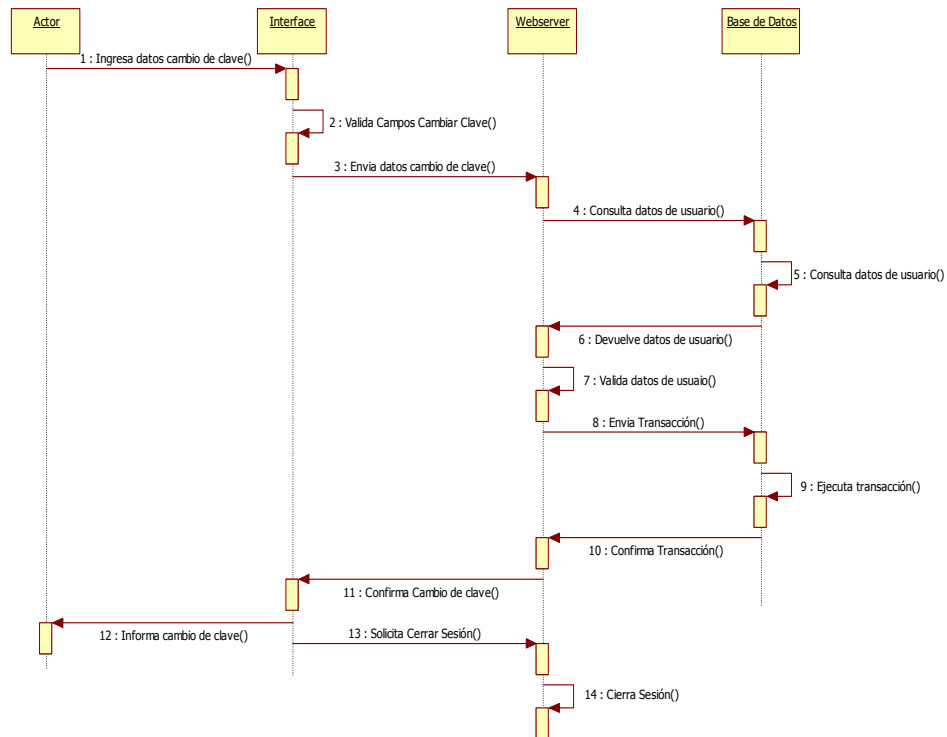 Actor
Interface
Webserver
Base de Datos
1 : Ingresa datos cambio de clave()
2 : Valida Campos Cambiar Clave()
3 : Envia datos cambio de clave()
4 : Consulta datos de usuario()
5 : Consulta datos de usuario()
6 : Devuelve datos de usuario()
7 : Valida datos de usuaio()
8 : Envia Transacción()
9 : Ejecuta transacción()
10 : Confirma Transacción()
11 : Confirma Cambio de clave()
12 : Informa cambio de clave()
13 : Solicita Cerrar Sesión()
14 : Cierra Sesión()